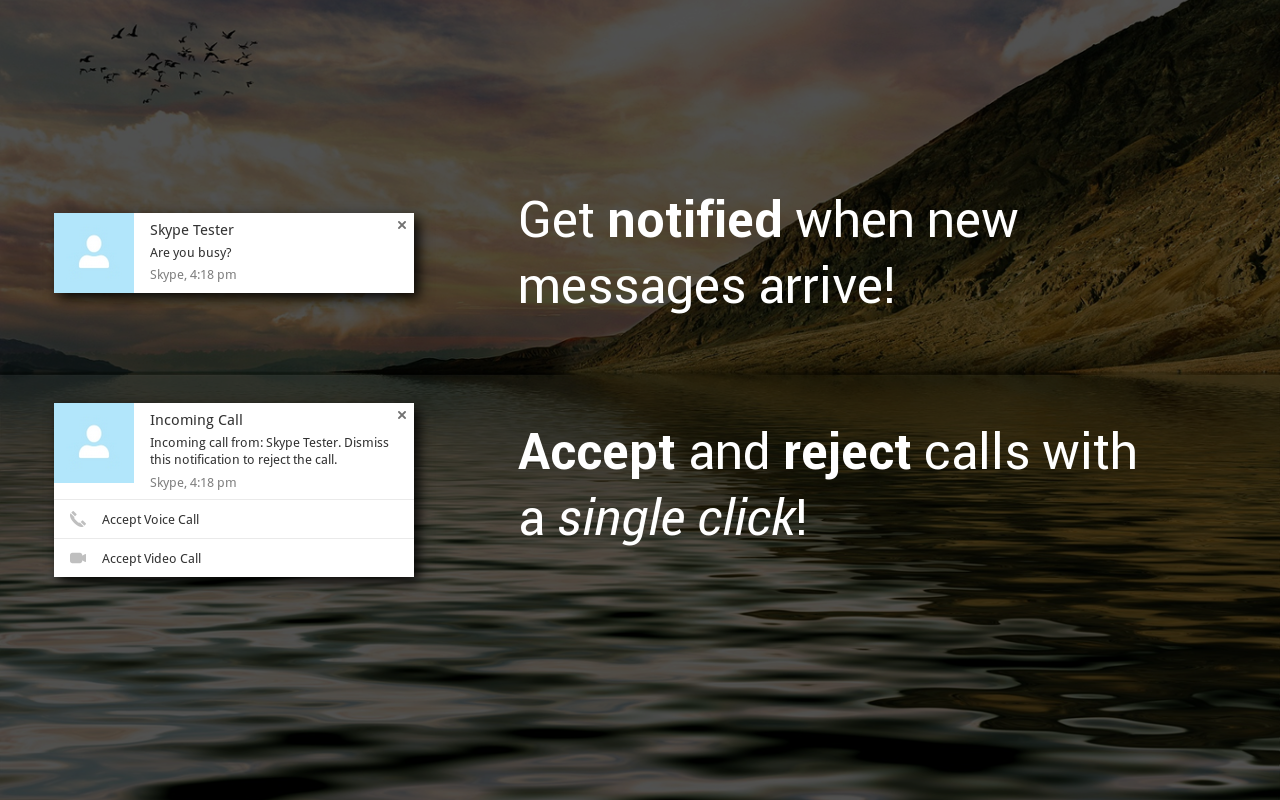 Skype Tester
Are you busy?
Skype, 4:18 pm
Get notified when new
messages arrive!
Incoming Call
Incoming call from: Skype Tester. Dismiss
this notification to reject the call.
Skype, 4:18 pm
Accept Voice Call
Accept Video Call
Accept and reject calls with
a single click!